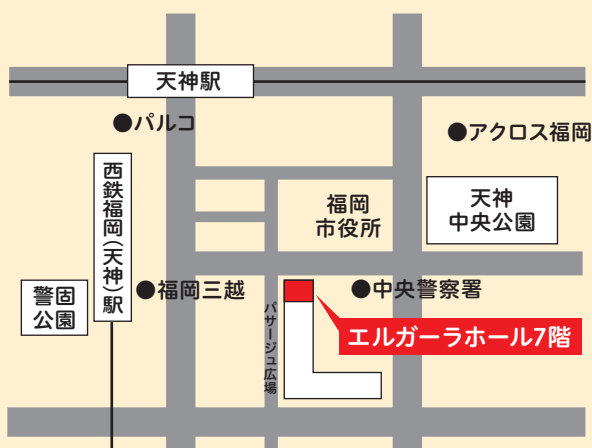 天神駅
●パルコ
●アクロス福岡
西鉄福岡(天神)駅
福岡
市役所
天神
中央公園
警固
公園
●福岡三越
●中央警察署
パサージュ広場
エルガーラホール7階